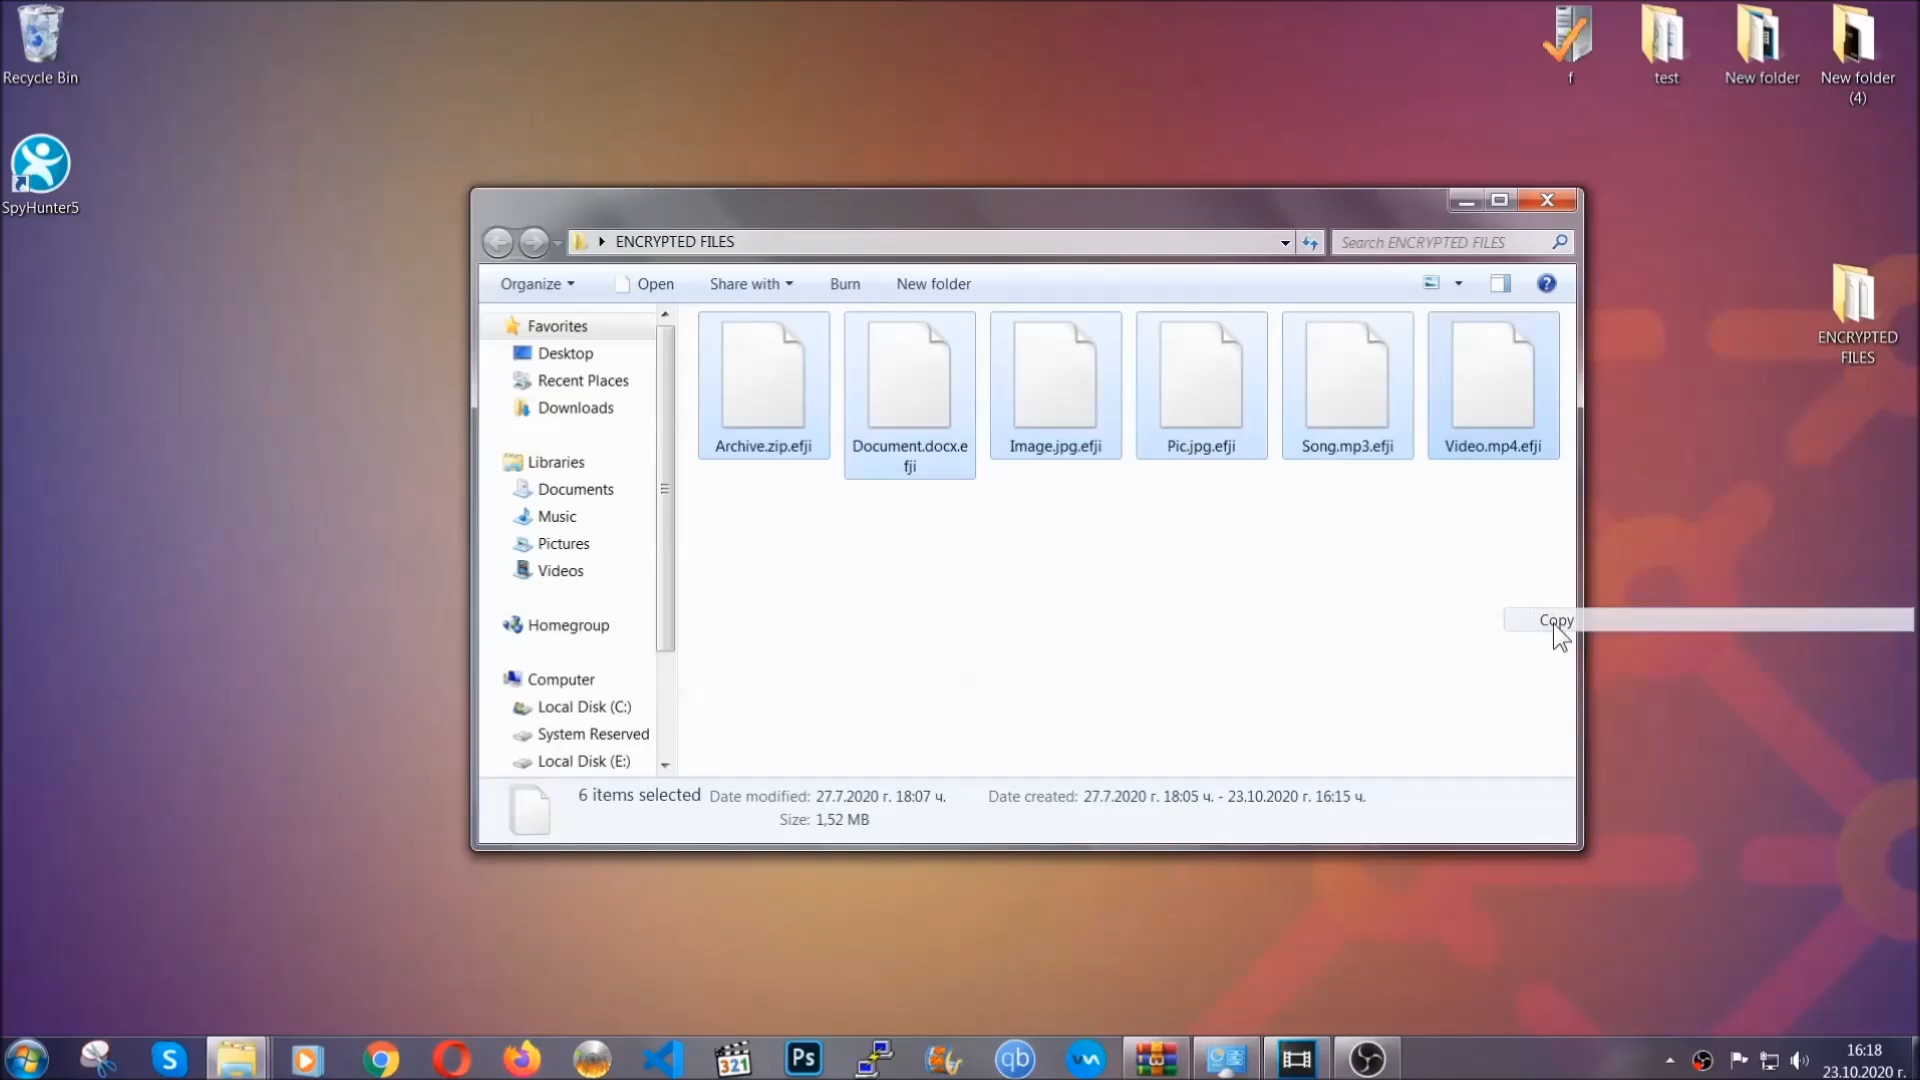 Recycle Bin
SpyHunter5
f
test
New folder
New folder
(4)
ENCRYPTED
FILES
ENCRYPTED FILES
Search ENCRYPTED FILES
Organize
Open
Share with
Burn
New folder
Favorites
Desktop
Recent Places
Downloads
Libraries
Documents
Music
Pictures
Videos
Homegroup
Computer
Local Disk (C:)
System Reserved
Local Disk (E:)
Archive.zip.efji
Document.docx.e
fji
Image.jpg.efji
Pic.jpg.efji
Song.mp3.efji
Video.mp4.efji
Copy
6 items selected
Date modified: 27.7.2020 г. 18:07 ч.
Date created: 27.7.2020 г. 18:05 ч. - 23.10.2020 г. 16:15 ч.
Size: 1,52 MB
S
321
Ps
qb
16:18
23.10.2020 г.